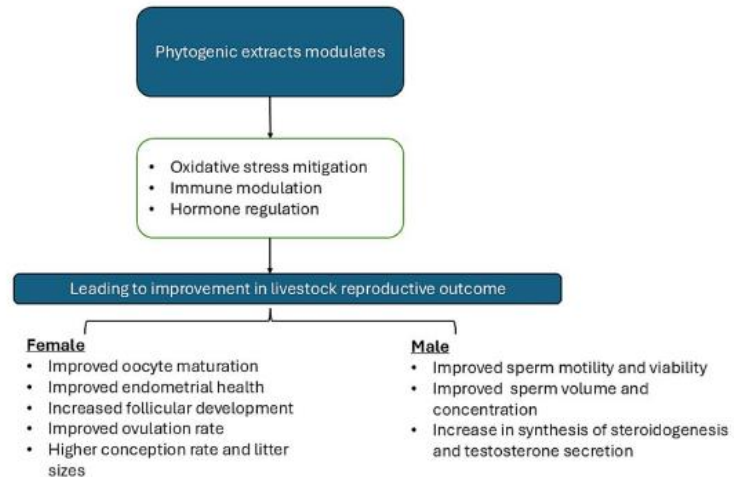 Phytogenic extracts modulates
• Oxidative stress mitigation
• Immune modulation
• Hormone regulation
Leading to improvement in livestock reproductive outcome
Female
• Improved oocyte maturation
• Improved endometrial health
• Increased follicular development
• Improved ovulation rate
• Higher conception rate and litter
sizes
Male
• Improved sperm motility and viability
• Improved sperm volume and
concentration
• Increase in synthesis of steroidogenesis
and testosterone secretion